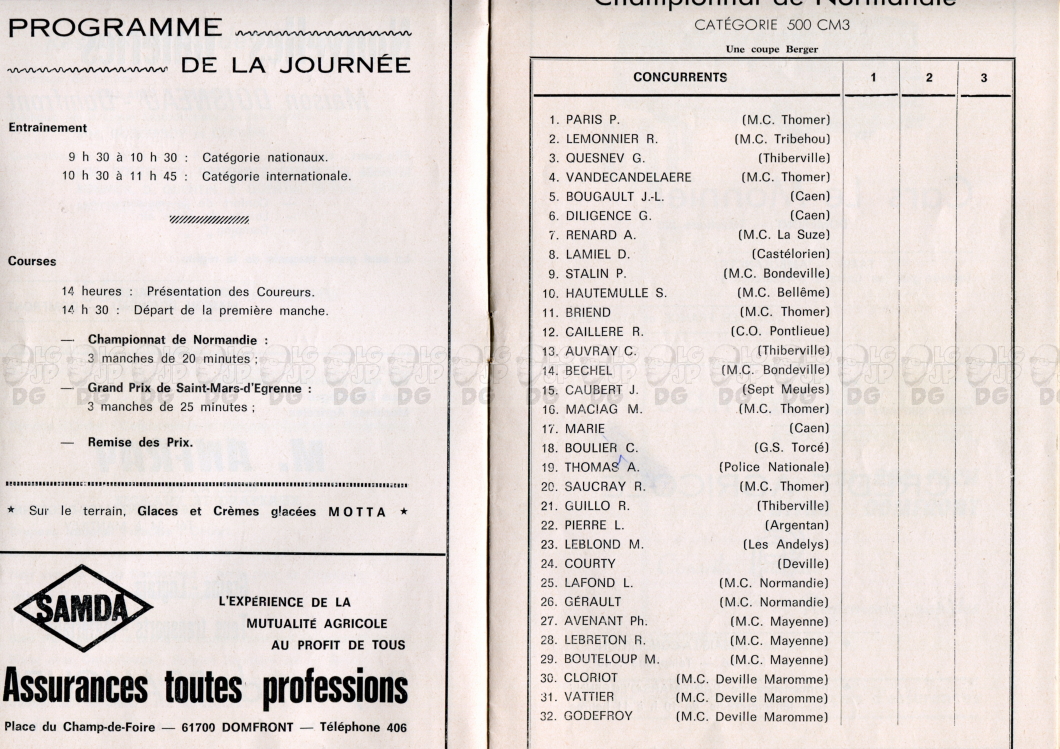 PROGRAMME
DE LA JOURNÉE
Entraînement
9 h 30 à 10 h 30 : Catégorie nationaux.
10 h 30 à 11 h 45 : Catégorie internationale.
Courses
14 heures : Présentation des Coureurs.
14 h 30 : Départ de la première manche.
— Championnat de Normandie :
3 manches de 20 minutes ;
— Grand Prix de Saint-Mars-d'Egrenne :
3 manches de 25 minutes ;
— Remise des Prix.
★ Sur le terrain, Glaces et Crèmes glacées MOTTA ★
SAMDA
L'EXPÉRIENCE DE LA
MUTUALITÉ AGRICOLE
AU PROFIT DE TOUS
Assurances toutes professions
Place du Champ-de-Foire — 61700 DOMFRONT — Téléphone 406
Championnat de Normandie
CATÉGORIE 500 CM3
Une coupe Berger
CONCURRENTS 1 2 3
1. PARIS P. (M.C. Thomer)
2. LEMONNIER R. (M.C. Tribehou)
3. QUESNEV G. (Thiberville)
4. VANDECANDELAERE (M.C. Thomer)
5. BOUGAULT J.-L. (Caen)
6. DILIGENCE G. (Caen)
7. RENARD A. (M.C. La Suze)
8. LAMIEL D. (Castélorien)
9. STALIN P. (M.C. Bondeville)
10. HAUTEMULLE S. (M.C. Bellême)
11. BRIEND (M.C. Thomer)
12. CAILLERE R. (C.O. Pontlieue)
13. AUVRAY C. (Thiberville)
14. BECHEL (M.C. Bondeville)
15. CAUBERT J. (Sept Meules)
16. MACIAG M. (M.C. Thomer)
17. MARIE (Caen)
18. BOULIER C. (G.S. Torcé)
19. THOMAS A. (Police Nationale)
20. SAUCRAY R. (M.C. Thomer)
21. GUILLO R. (Thiberville)
22. PIERRE L. (Argentan)
23. LEBLOND M. (Les Andelys)
24. COURTY (Deville)
25. LAFOND L. (M.C. Normandie)
26. GÉRAULT (M.C. Normandie)
27. AVENANT Ph. (M.C. Mayenne)
28. LEBRETON R. (M.C. Mayenne)
29. BOUTELOUP M. (M.C. Mayenne)
30. CLORIOT (M.C. Deville Maromme)
31. VATTIER (M.C. Deville Maromme)
32. GODEFROY (M.C. Deville Maromme)